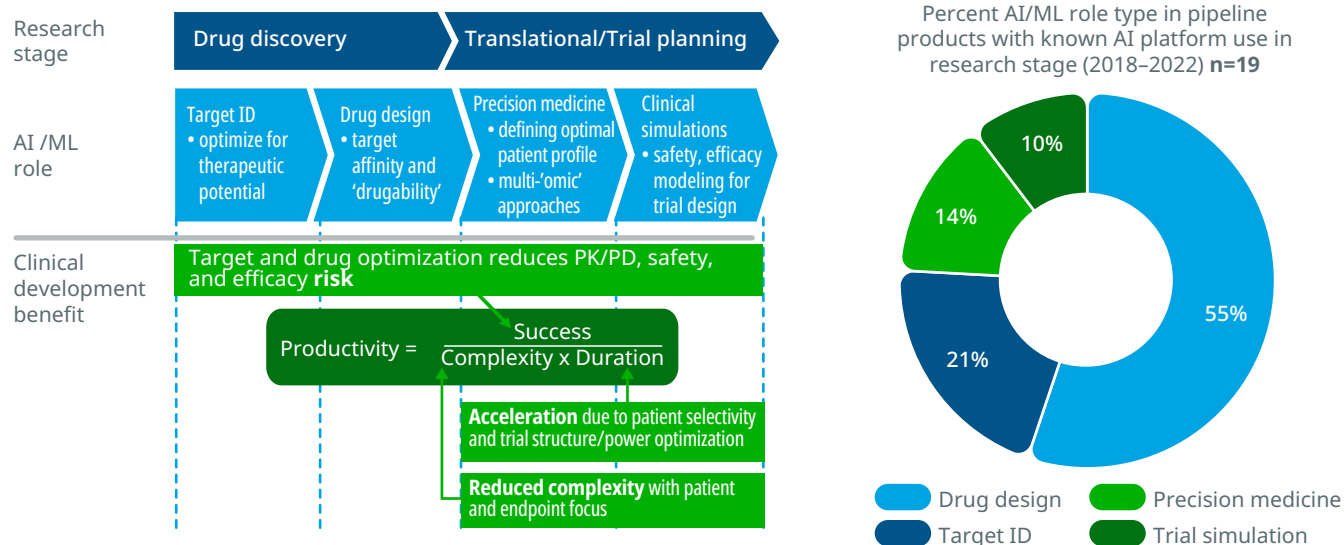 Research
stage
Drug discovery
Translational/Trial planning
AI /ML
role
Target ID
• optimize for
therapeutic
potential
Drug design
• target
affinity and
‘drugability’
Precision medicine
• defining optimal
patient profile
• multi-‘omic’
approaches
Clinical
simulations
• safety, efficacy
modeling for
trial design
Clinical
development
benefit
Target and drug optimization reduces PK/PD, safety,
and efficacy risk
Productivity =
Success
Complexity x Duration
Acceleration due to patient selectivity
and trial structure/power optimization
Reduced complexity with patient
and endpoint focus
Percent AI/ML role type in pipeline
products with known AI platform use in
research stage (2018–2022) n=19
10%
14%
55%
21%
Drug design
Precision medicine
Target ID
Trial simulation